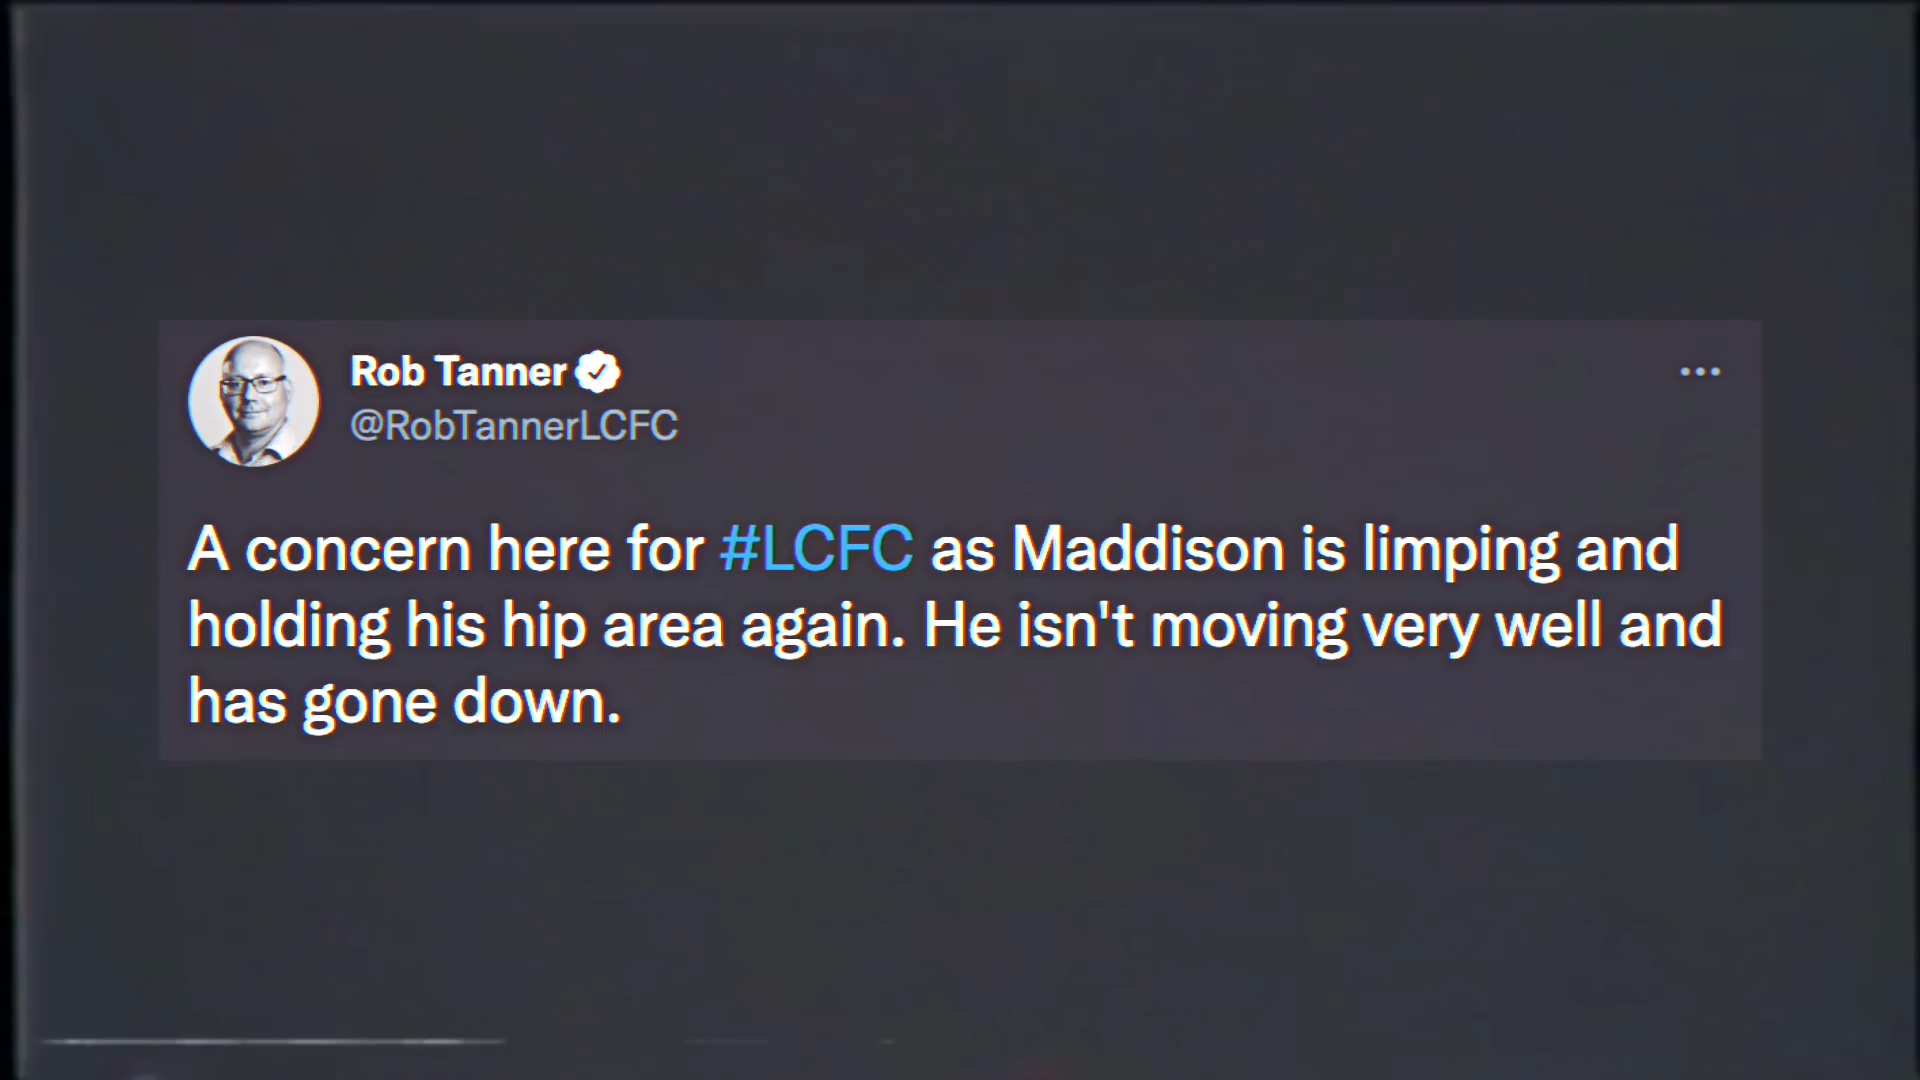 Rob Tanner
@RobTannerLCFC
A concern here for #LCFC as Maddison is limping and
holding his hip area again. He isn't moving very well and
has gone down.